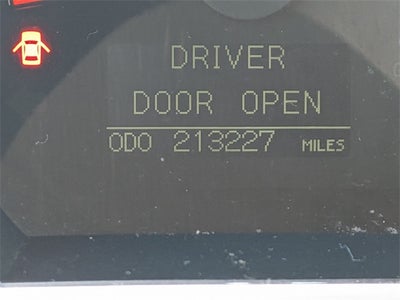 DRIVER
DOOR OPEN
ODO 213227 MILES